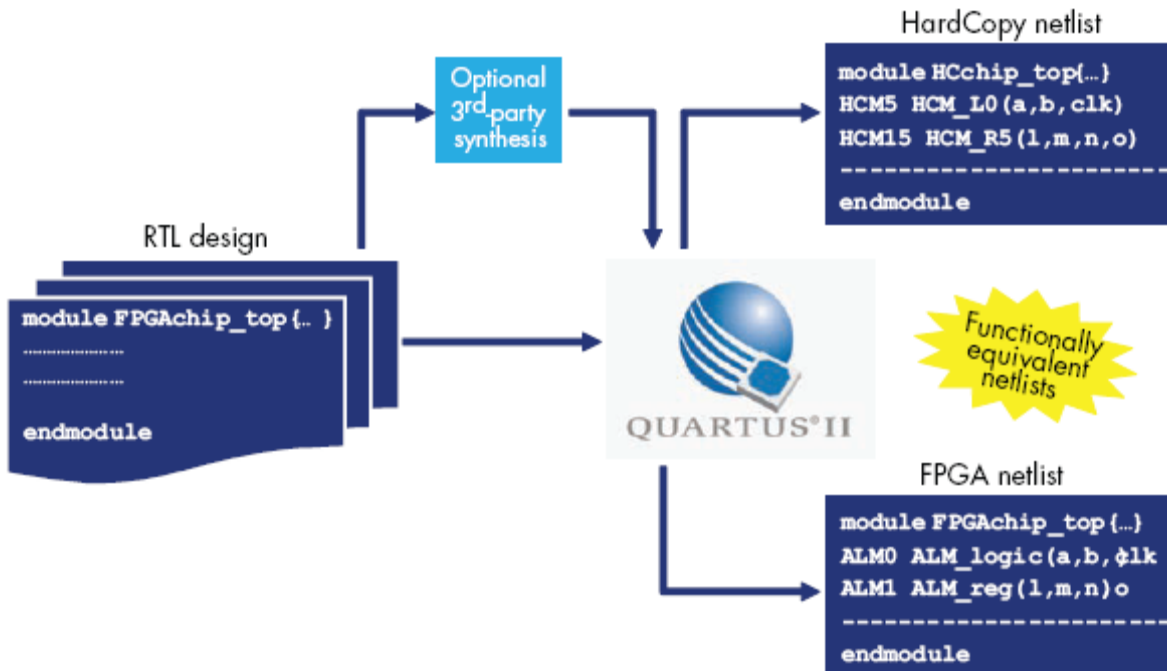 HardCopy netlist
module HCchip_top{…}
HCM5 HCM_L0(a,b,clk)
HCM15 HCM_R5(l,m,n,o)
------------------------
endmodule
Optional
3rd-party
synthesis
RTL design
module FPGAchip_top{… }
........................
........................
endmodule
QUARTUS®II
Functionally
equivalent
netlists
FPGA netlist
module FPGAchip_top{…}
ALM0 ALM_logic(a,b,clk
ALM1 ALM_reg(l,m,n)o
------------------------
endmodule